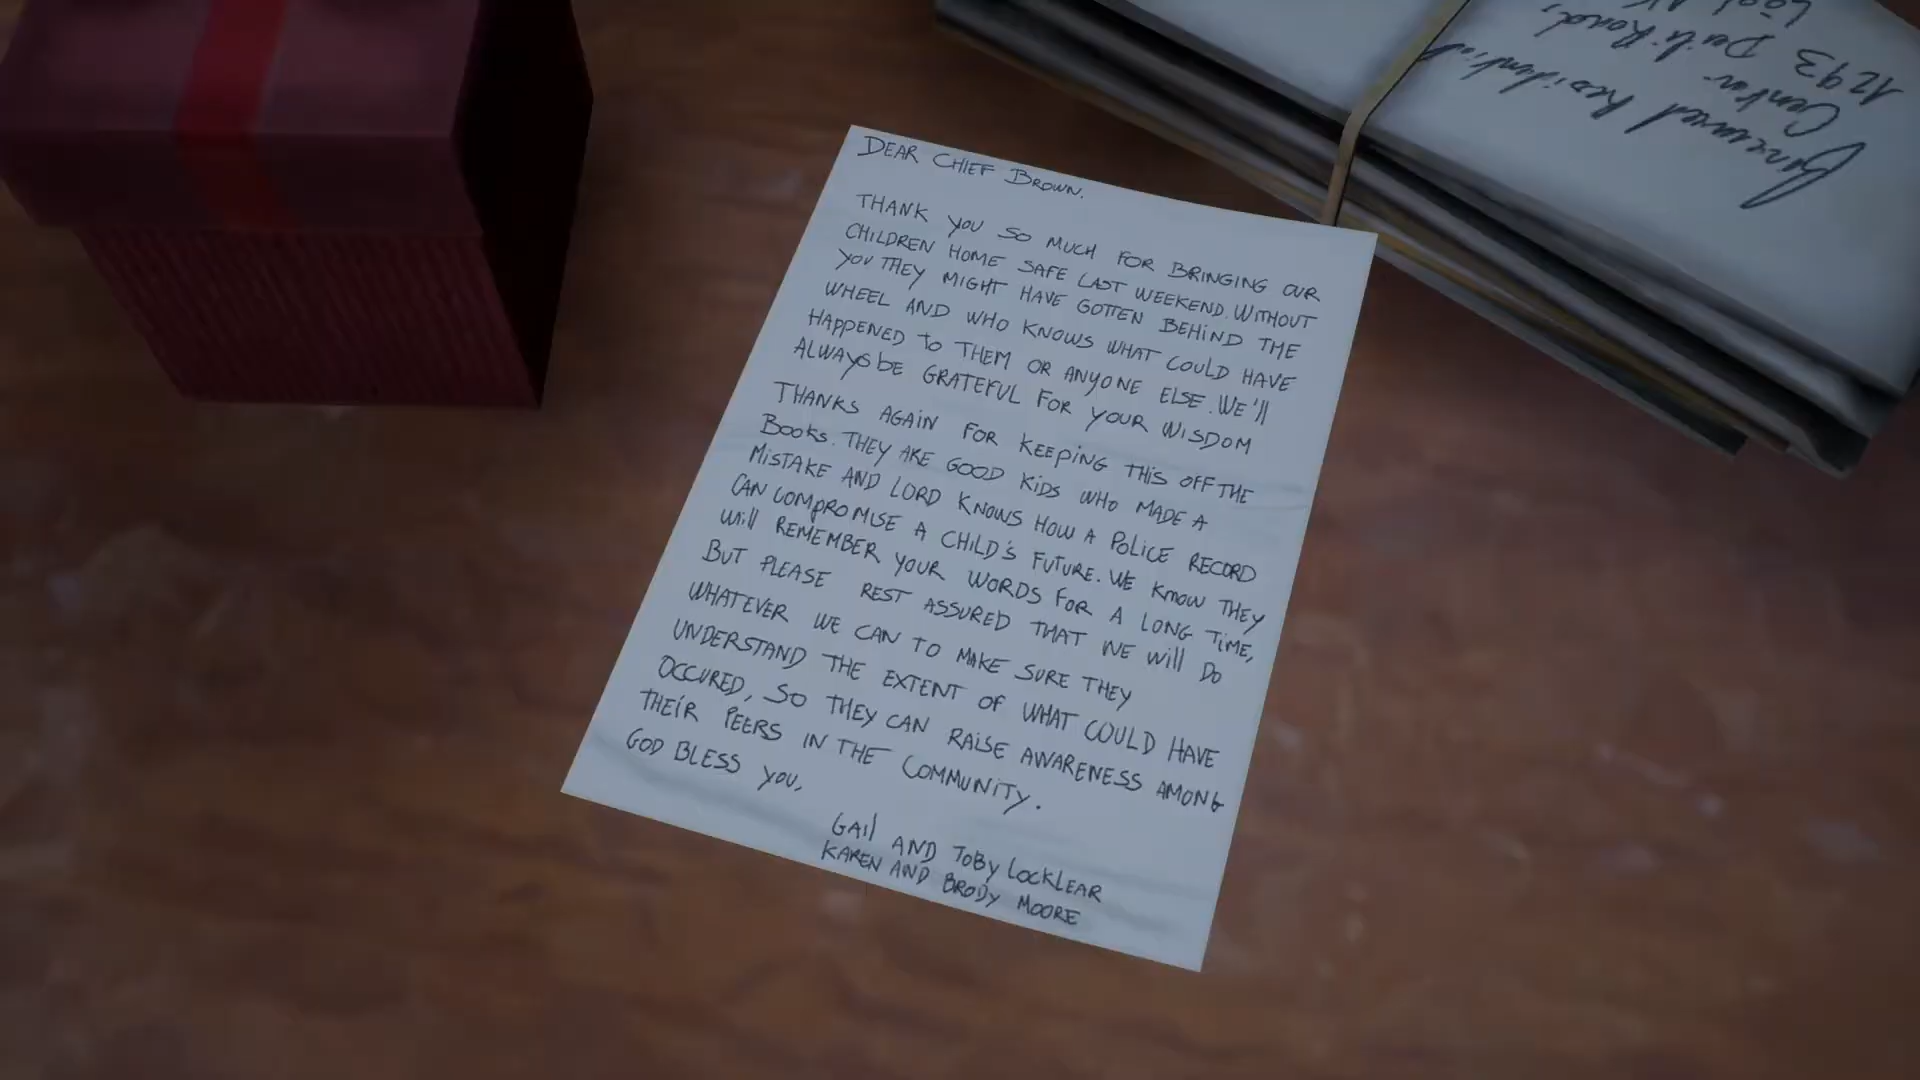 DEAR CHIEF BROWN.
THANK YOU SO MUCH FOR BRINGING OUR
CHILDREN HOME SAFE LAST WEEKEND. WITHOUT
YOU THEY MIGHT HAVE GOTTEN BEHIND THE
WHEEL AND WHO KNOWS WHAT COULD HAVE
HAPPENED TO THEM OR ANYONE ELSE. WE'll
ALWAYS bE GRATEFUL FOR YOUR WISDOM
THANKS AGAIN FOR KEEPiNG THIS OFF THE
Books. THEY ARE GOOD KiDS WHO MADE A
MiSTAKE AND LORD KNOWS HOW A POLiCE RECORD
CAN COMPROMISE A CHILD'S FUTURE. WE KNOW THEY
Will REMEMBER YOUR WORDS FOR A LONG TiME,
BUT PLEASE REST ASSURED THAT WE Will DO
WHATEVER WE CAN TO MAKE SURE THEY
UNDERSTAND THE EXTENT OF WHAT COULD HAVE
OCCURED, SO THEY CAN RAiSE AWARENESS AMONG
THEiR PEERS IN THE COMMUNiTY.
GOD BLESS YOU,
GAIl AND TOBY LOCKLEAR
KAREN AND BRODY MOORE
Residential
Center
1293